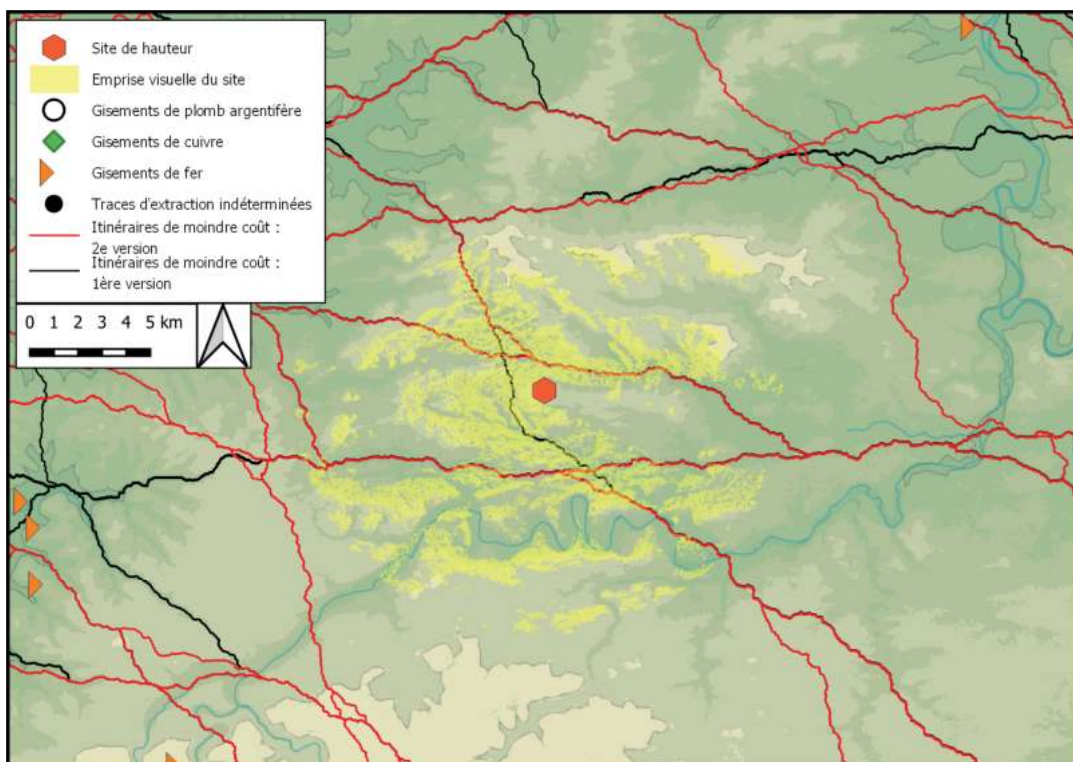 Site de hauteur
Emprise visuelle du site
Gisements de plomb argentifère
Gisements de cuivre
Gisements de fer
Traces d'extraction indéterminées
Itinéraires de moindre coût :
2e version
Itinéraires de moindre coût :
1ère version
0 1 2 3 4 5 km